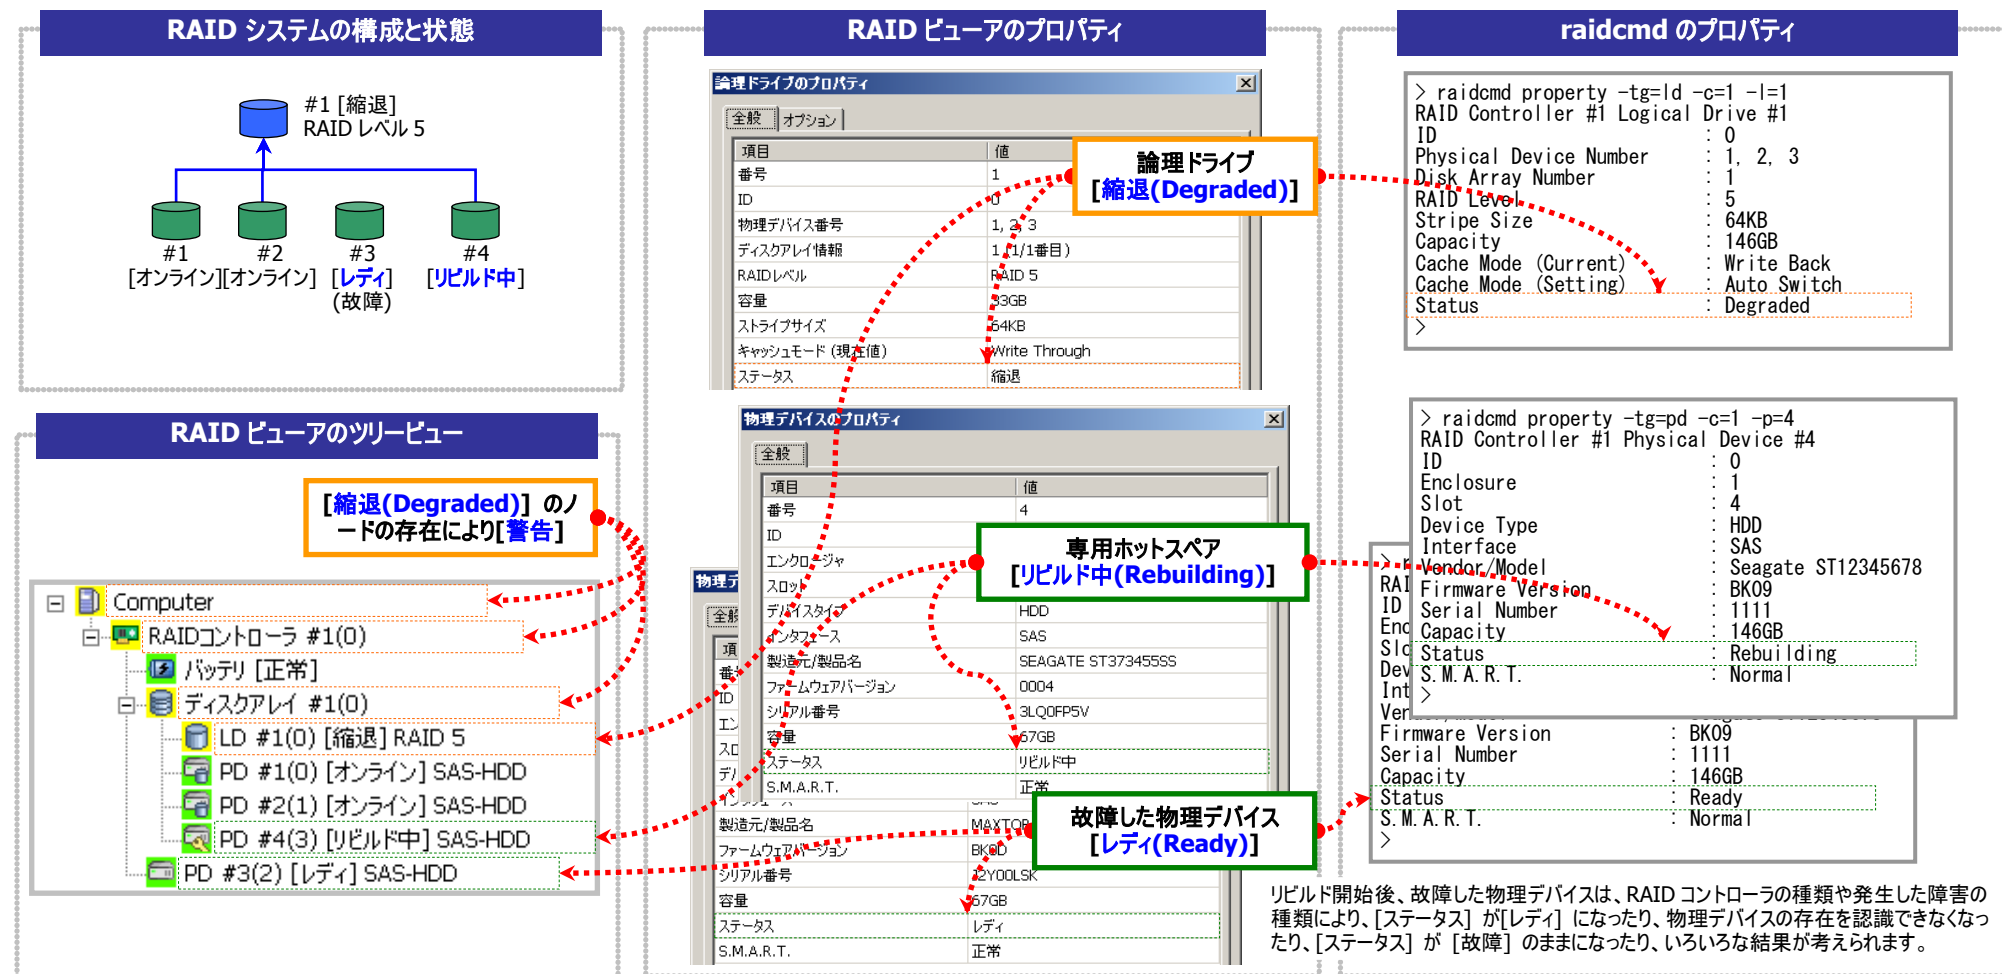 RAID システムの構成と状態
#1 [縮退]
RAID レベル 5
#1
[オンライン]
#2
[オンライン]
#3
[レディ]
(故障)
#4
[リビルド中]
RAID ビューアのツリービュー
[縮退(Degraded)] のノ
ードの存在により[警告]
Computer
RAIDコントローラ #1(0)
バッテリ [正常]
ディスクアレイ #1(0)
LD #1(0) [縮退] RAID 5
PD #1(0) [オンライン] SAS-HDD
PD #2(1) [オンライン] SAS-HDD
PD #4(3) [リビルド中] SAS-HDD
PD #3(2) [レディ] SAS-HDD
RAID ビューアのプロパティ
論理ドライブのプロパティ
全般 オプション
項目 値
番号 1
ID 0
物理デバイス番号 1, 2, 3
ディスクアレイ情報 1 (1/1番目)
RAIDレベル RAID 5
容量 33GB
ストライプサイズ 64KB
キャッシュモード (現在値) Write Through
ステータス 縮退
論理ドライブ
[縮退(Degraded)]
物理デバイスのプロパティ
全般
項目 値
番号 4
ID
エンクロージャ
スロット
デバイスタイプ HDD
インタフェース SAS
製造元/製品名 SEAGATE ST373455SS
ファームウェアバージョン 0004
シリアル番号 3LQ0FP5V
容量 67GB
ステータス リビルド中
S.M.A.R.T. 正常
専用ホットスペア
[リビルド中(Rebuilding)]
ID
製造元/製品名 MAXTOR
ファームウェアバージョン BK0D
シリアル番号 J2Y00LSK
容量 67GB
ステータス レディ
S.M.A.R.T. 正常
故障した物理デバイス
[レディ(Ready)]
raidcmd のプロパティ
> raidcmd property -tg=ld -c=1 -l=1
RAID Controller #1 Logical Drive #1
ID : 0
Physical Device Number : 1, 2, 3
Disk Array Number : 1
RAID Level : 5
Stripe Size : 64KB
Capacity : 146GB
Cache Mode (Current) : Write Back
Cache Mode (Setting) : Auto Switch
Status : Degraded
>
> raidcmd property -tg=pd -c=1 -p=4
RAID Controller #1 Physical Device #4
ID : 0
Enclosure : 1
Slot : 4
Device Type : HDD
Interface : SAS
Vendor/Model : Seagate ST12345678
Firmware Version : BK09
Serial Number : 1111
Capacity : 146GB
Status : Rebuilding
S.M.A.R.T. : Normal
>
ID
Firmware Version : BK09
Serial Number : 1111
Capacity : 146GB
Status : Ready
S.M.A.R.T. : Normal
>
リビルド開始後、故障した物理デバイスは、RAID コントローラの種類や発生した障害の
種類により、[ステータス] が[レディ] になったり、物理デバイスの存在を認識できなくなっ
たり、[ステータス] が [故障] のままになったり、いろいろな結果が考えられます。